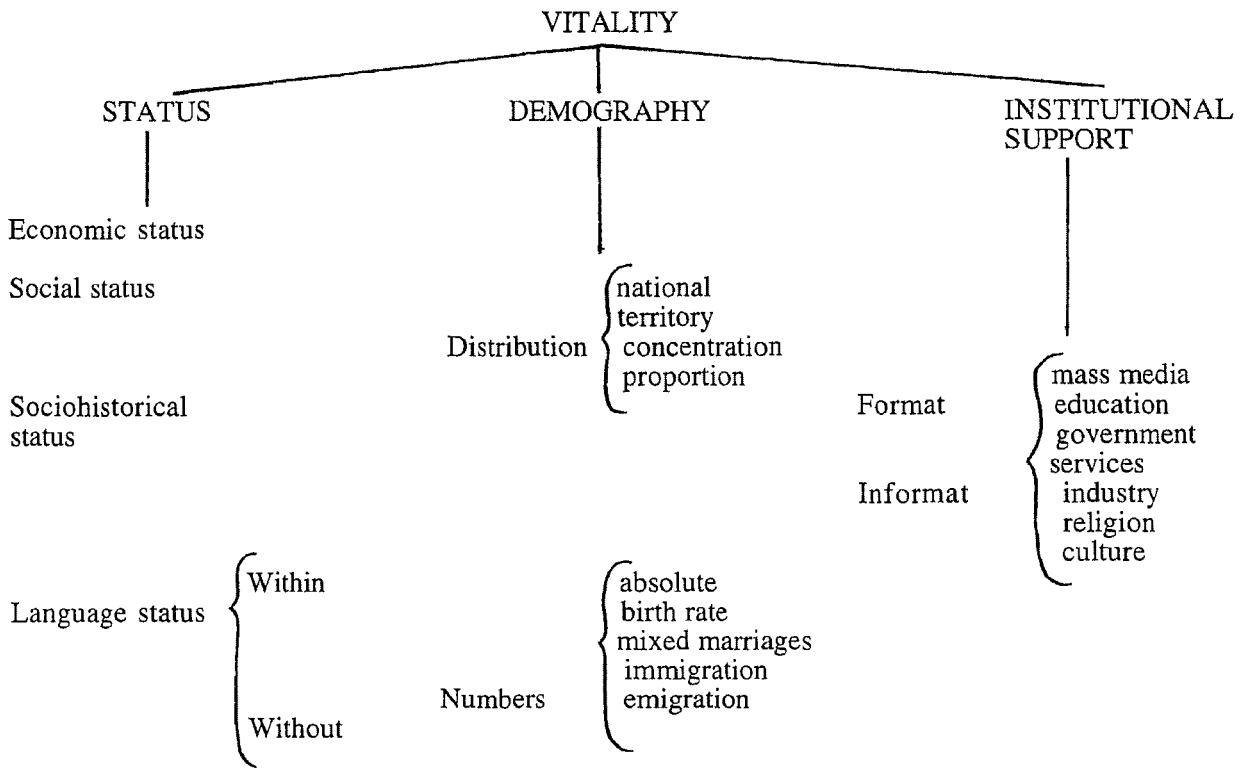 VITALITY
STATUS
DEMOGRAPHY
INSTITUTIONAL
SUPPORT
Economic status
Social status
Sociohistorical
status
Language status
Within
Without
Distribution
national
territory
concentration
proportion
Numbers
absolute
birth rate
mixed marriages
immigration
emigration
Format
Informat
mass media
education
government
services
industry
religion
culture